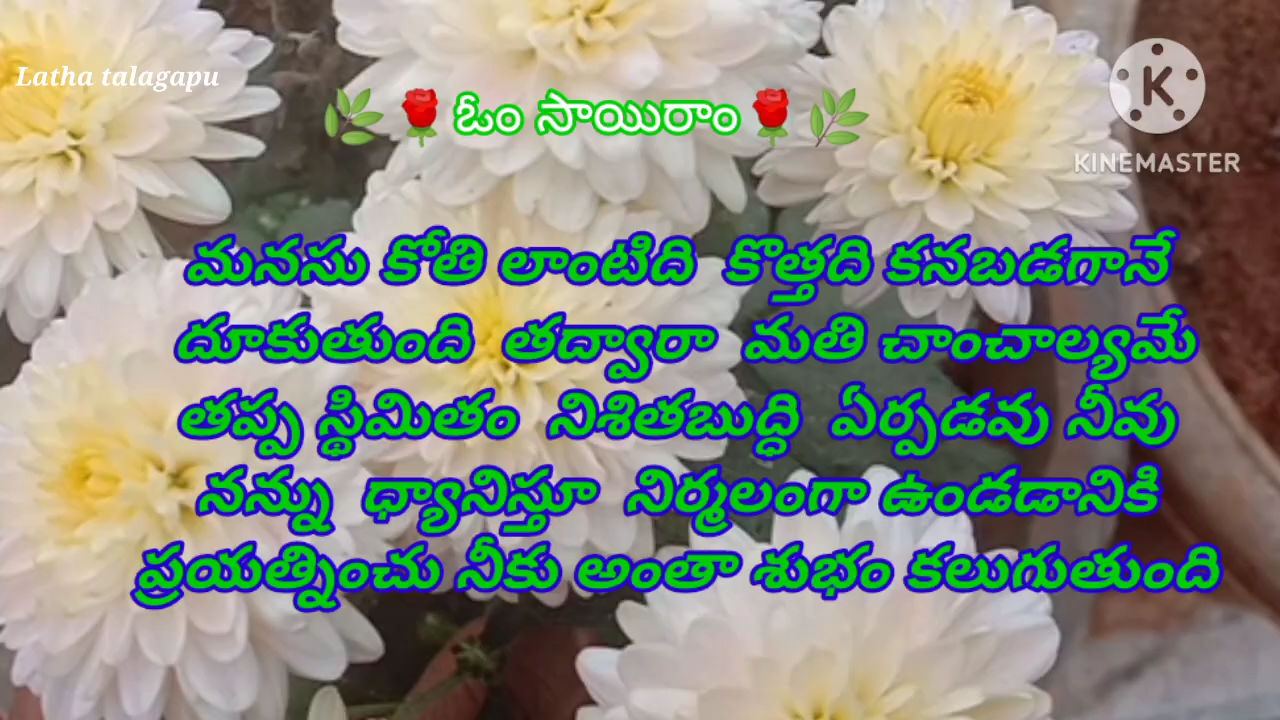 Latha talagapu
🌿🌹ఓం సాయిరాం🌹🌿
K
KINEMASTER
మనసు కోతి లాంటిది కొత్తది కనబడగానే
దూకుతుంది తద్వారా మతి చాంచాల్యమే
తప్ప స్థిమితం నిశితబుద్ధి ఏర్పడవు నీవు
నన్ను ధ్యానిస్తూ నిర్మలంగా ఉండడానికి
ప్రయత్నించు నీకు అంతా శుభం కలుగుతుంది